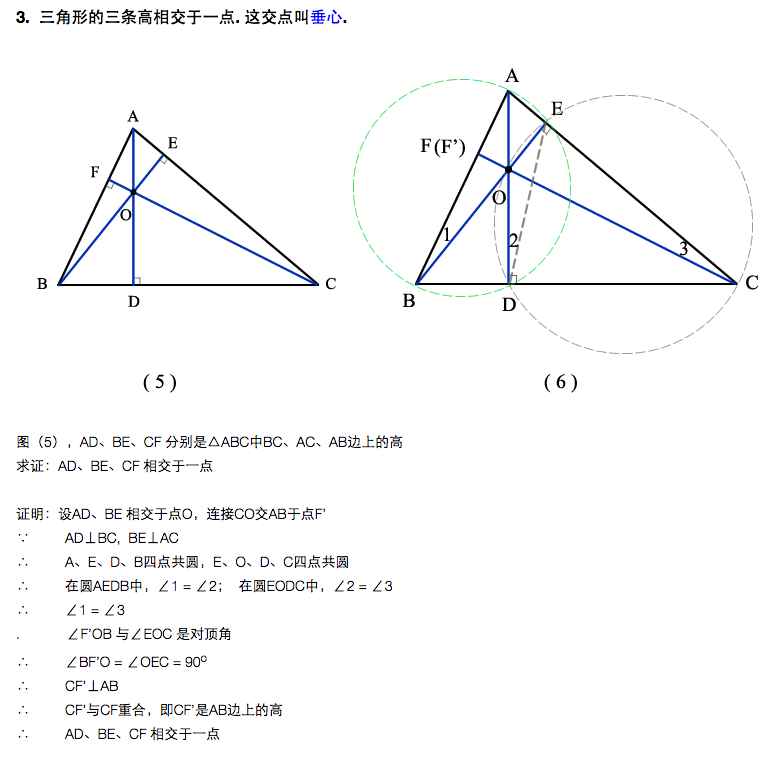 3. 三角形的三条高相交于一点. 这交点叫垂心.
A
E
F
O
B
D
C
(5)
A
E
F(F')
O
1
2
3
B
D
C
(6)
图（5），AD、BE、CF 分别是△ABC中BC、AC、AB边上的高
求证：AD、BE、CF 相交于一点
证明：设AD、BE 相交于点O，连接CO交AB于点F'
∵ AD⊥BC, BE⊥AC
∴ A、E、D、B四点共圆，E、O、D、C四点共圆
∴ 在圆AEDB中，∠1 = ∠2； 在圆EODC中，∠2 = ∠3
∴ ∠1 = ∠3
. ∠F'OB 与∠EOC 是对顶角
∴ ∠BF'O = ∠OEC = 90º
∴ CF'⊥AB
∴ CF'与CF重合，即CF'是AB边上的高
∴ AD、BE、CF 相交于一点